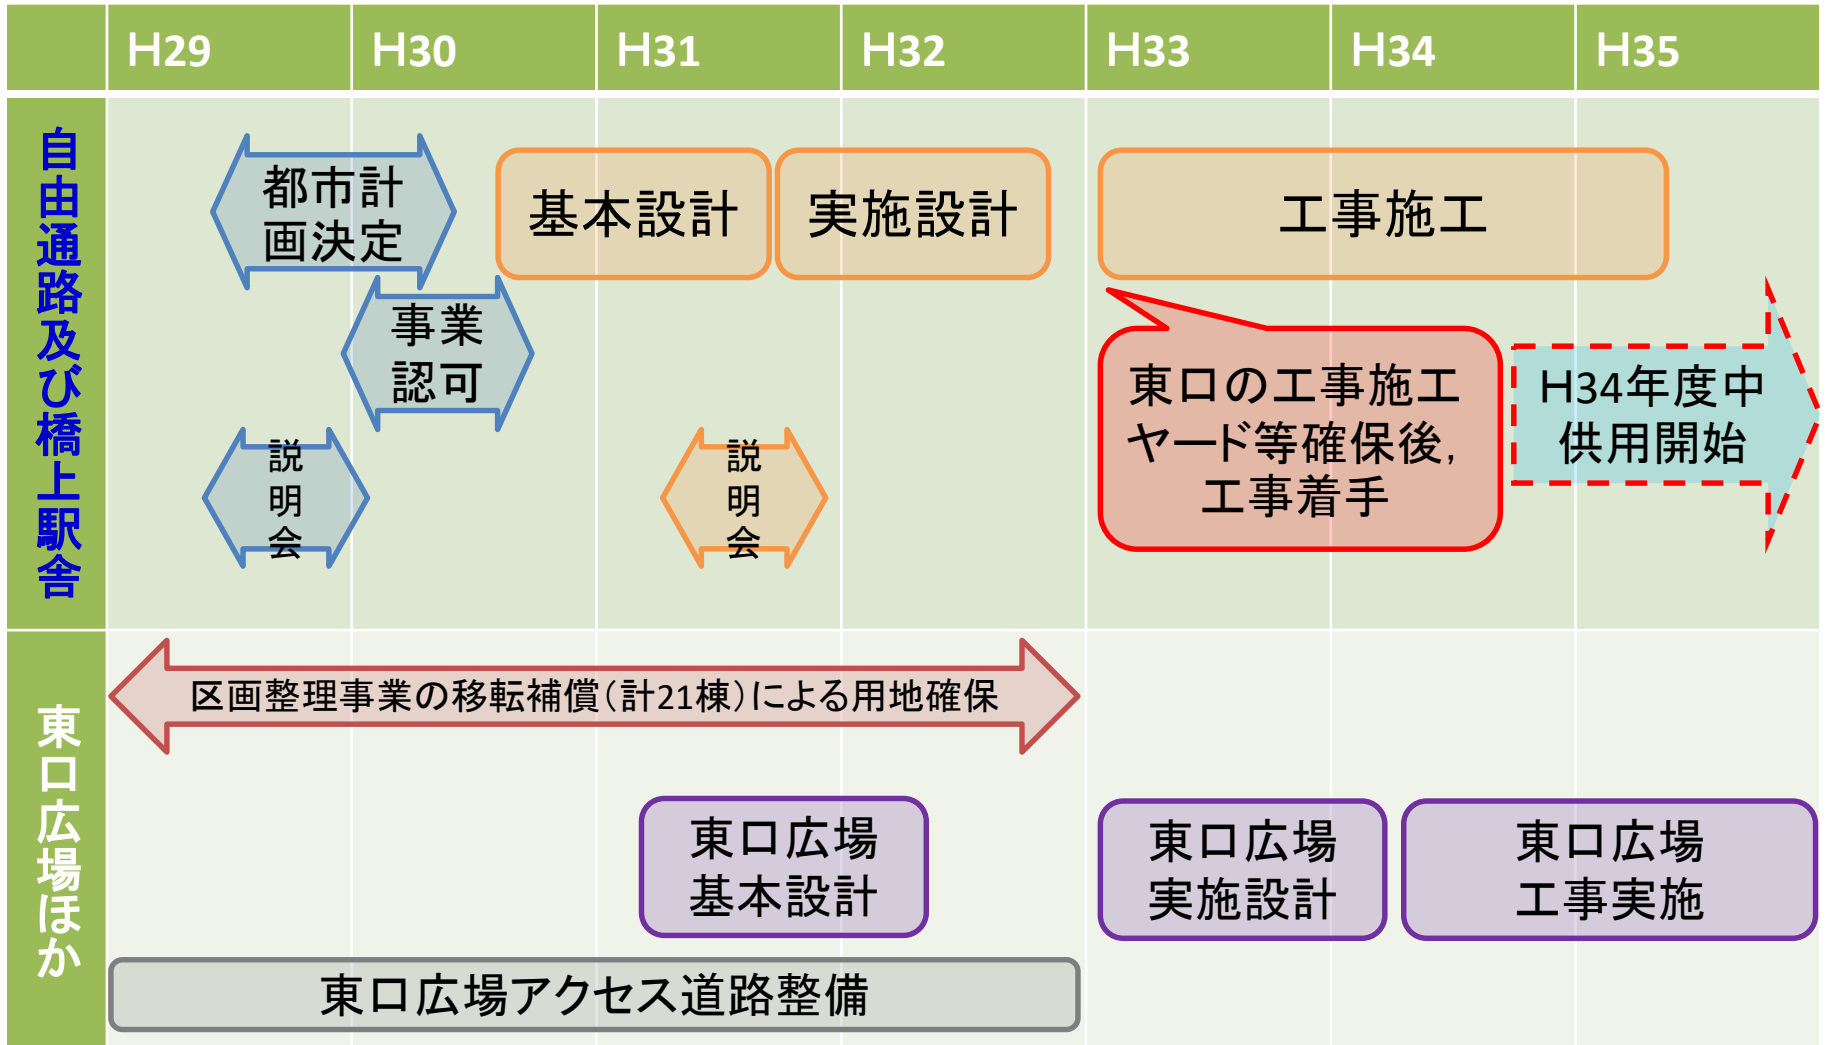 H29 H30 H31 H32 H33 H34 H35
自由通路及び橋上駅舎
都市計
画決定
基本設計
実施設計
工事施工
事業
認可
説
明
会
説
明
会
東口の工事施工
ヤード等確保後,
工事着手
H34年度中
供用開始
東口広場ほか
区画整理事業の移転補償(計21棟)による用地確保
東口広場
基本設計
東口広場
実施設計
東口広場
工事実施
東口広場アクセス道路整備